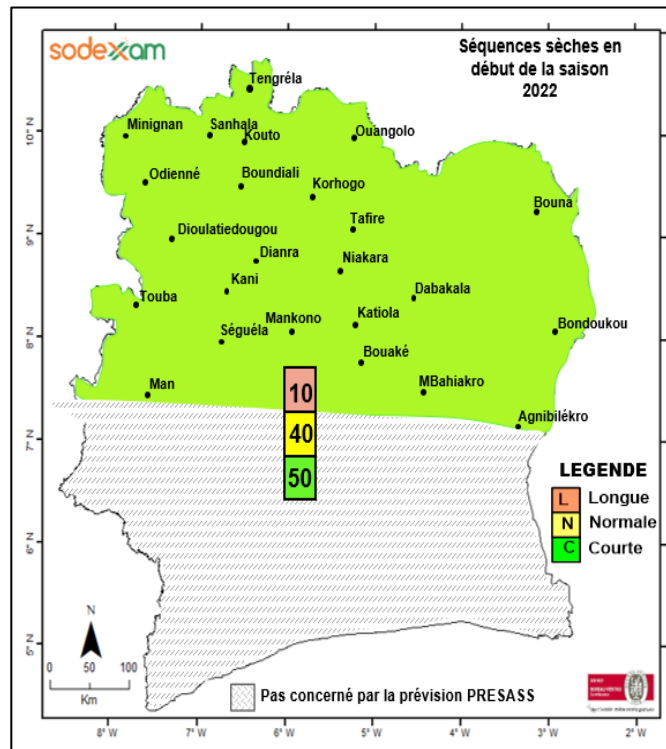 sodexam
Séquences sèches en
début de la saison
2022
Tengréla
Minignan
Sanhala
Kouto
Ouangolo
Odienné
Boundiali
Korhogo
Bouna
Tafire
Dioulatiedougou
Dianra
Niakara
Kani
Dabakala
Touba
Mankono
Katiola
Séguéla
Bondoukou
Bouaké
Man
MBahiakro
Agnibilékro
10
40
50
LEGENDE
L Longue
N Normale
C Courte
10°N
9°N
8°N
7°N
6°N
5°N
N
0 50 100
Km
Pas concerné par la prévision PRESASS
BUREAU VERITAS
8°W 7°W 6°W 5°W 4°W 3°W 2°W